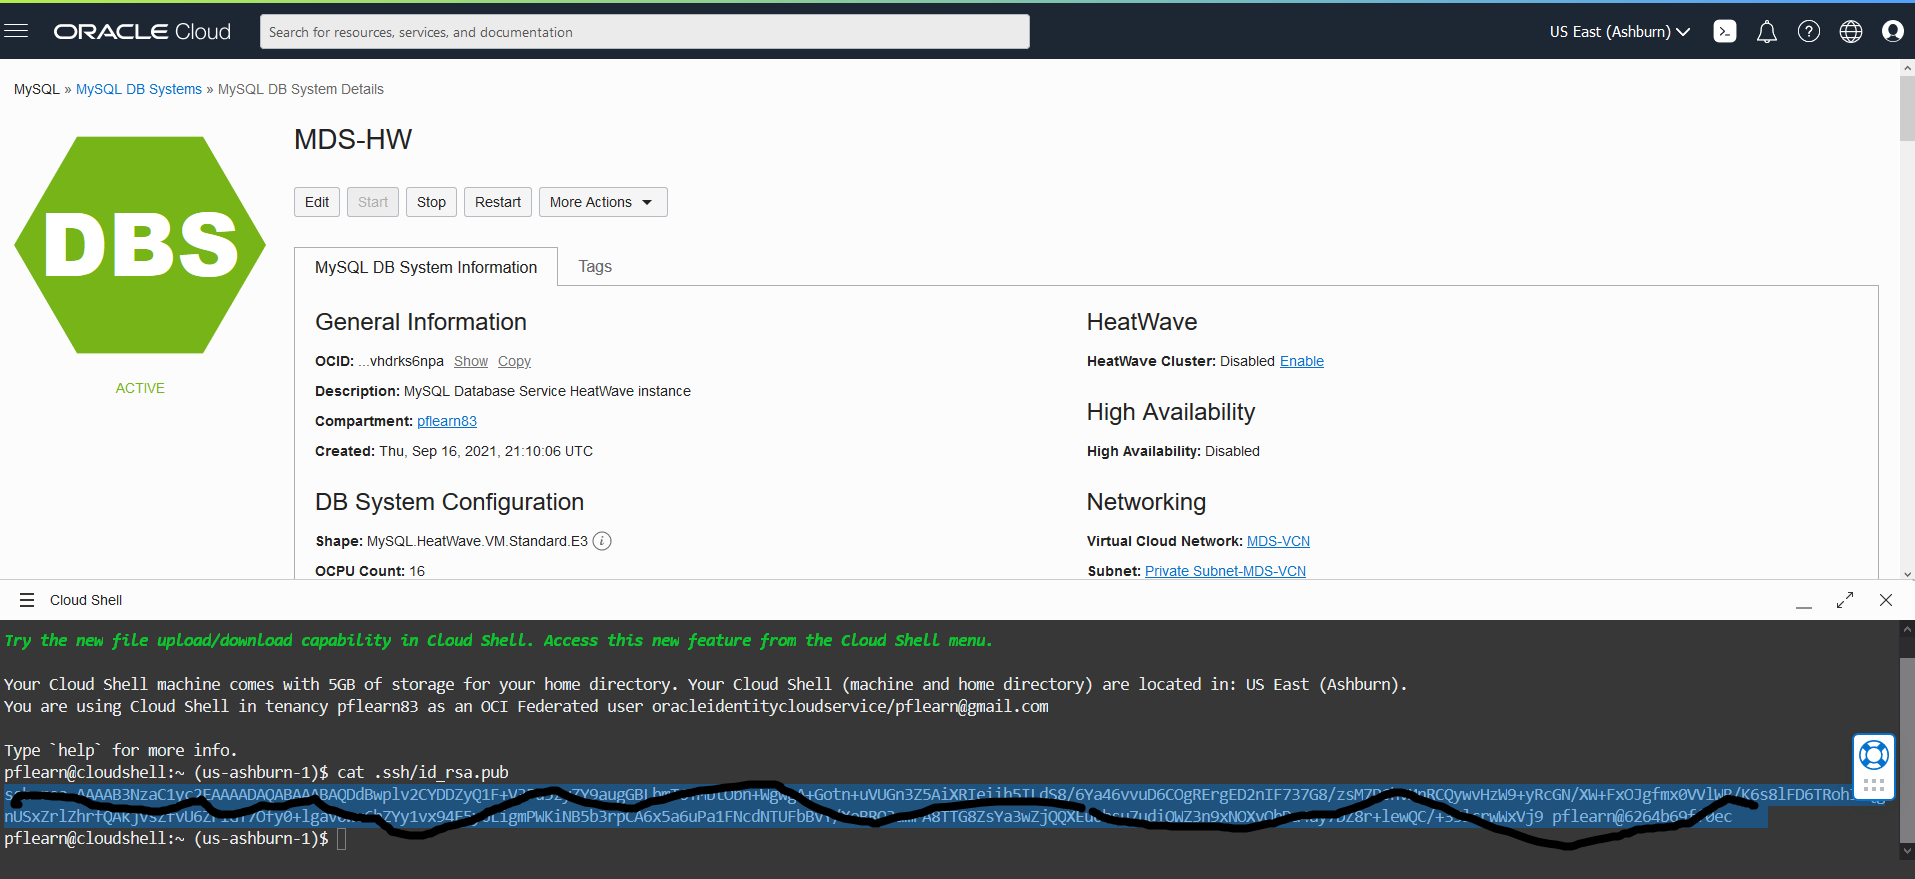 ORACLE Cloud
Search for resources, services, and documentation
US East (Ashburn)
MySQL » MySQL DB Systems » MySQL DB System Details
DBS
ACTIVE
MDS-HW
Edit Start Stop Restart More Actions
MySQL DB System Information Tags
General Information
OCID: ...vhdrks6npa Show Copy
Description: MySQL Database Service HeatWave instance
Compartment: pflearn83
Created: Thu, Sep 16, 2021, 21:10:06 UTC
DB System Configuration
Shape: MySQL.HeatWave.VM.Standard.E3 i
OCPU Count: 16
HeatWave
HeatWave Cluster: Disabled Enable
High Availability
High Availability: Disabled
Networking
Virtual Cloud Network: MDS-VCN
Subnet: Private Subnet-MDS-VCN
Cloud Shell
Try the new file upload/download capability in Cloud Shell. Access this new feature from the Cloud Shell menu.
Your Cloud Shell machine comes with 5GB of storage for your home directory. Your Cloud Shell (machine and home directory) are located in: US East (Ashburn).
You are using Cloud Shell in tenancy pflearn83 as an OCI Federated user oracleidentitycloudservice/pflearn@gmail.com
Type `help` for more info.
pflearn@cloudshell:~ (us-ashburn-1)$ cat .ssh/id_rsa.pub
pflearn@cloudshell:~ (us-ashburn-1)$